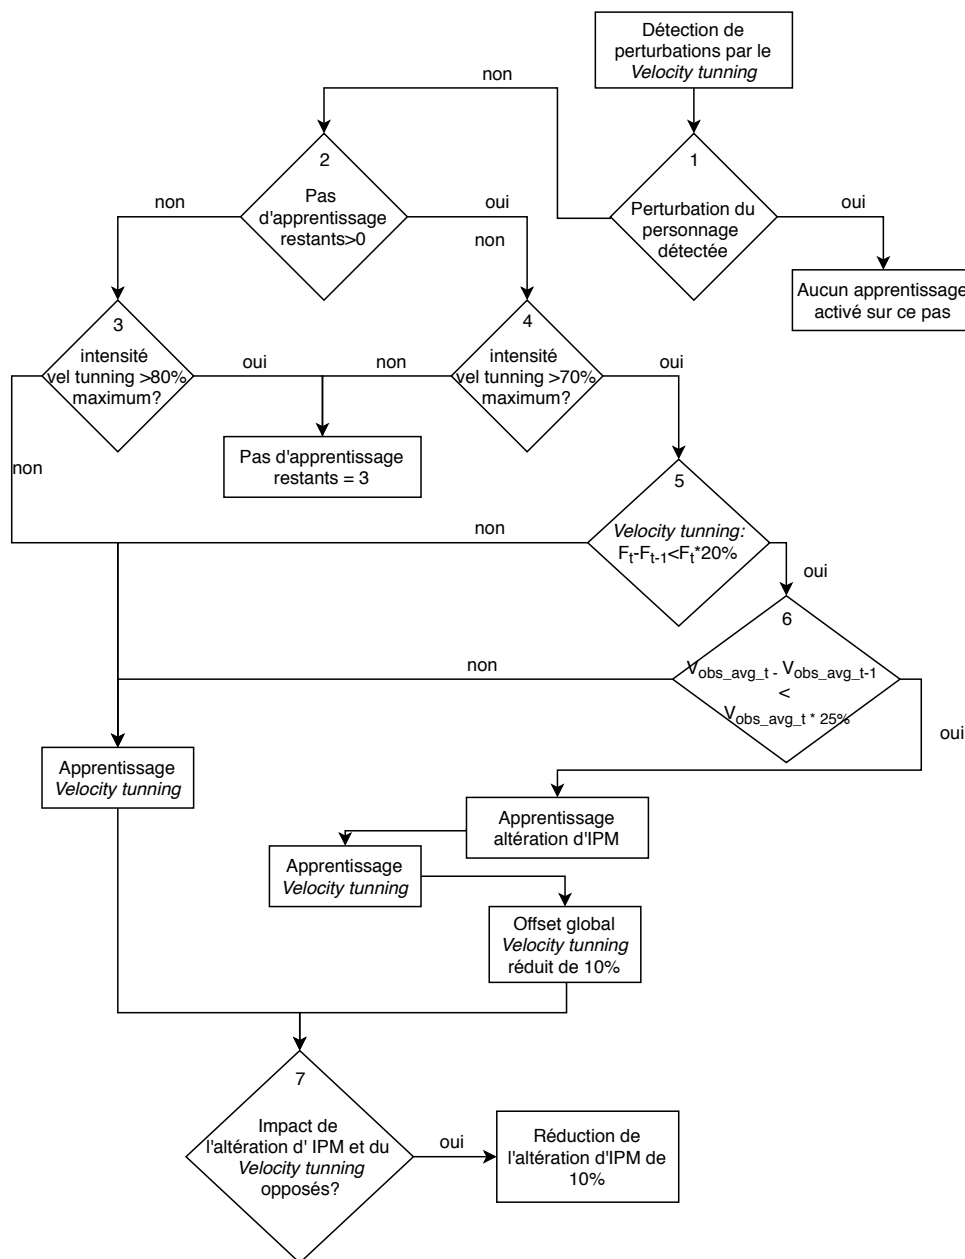 Détection de
perturbations par le
Velocity tunning
non
1
Perturbation du
personnage
détectée
oui
Aucun apprentissage
activé sur ce pas
2
Pas
d'apprentissage
restants>0
non
oui
non
3
intensité
vel tunning >80%
maximum?
oui
non
4
intensité
vel tunning >70%
maximum?
oui
non
Pas d'apprentissage
restants = 3
5
Velocity tunning:
Ft-Ft-1<Ft*20%
non
oui
6
Vobs_avg_t - Vobs_avg_t-1
<
Vobs_avg_t * 25%
non
oui
Apprentissage
Velocity tunning
Apprentissage
altération d'IPM
Apprentissage
Velocity tunning
Offset global
Velocity tunning
réduit de 10%
7
Impact de
l'altération d' IPM et du
Velocity tunning
opposés?
oui
Réduction de
l'altération d'IPM de
10%